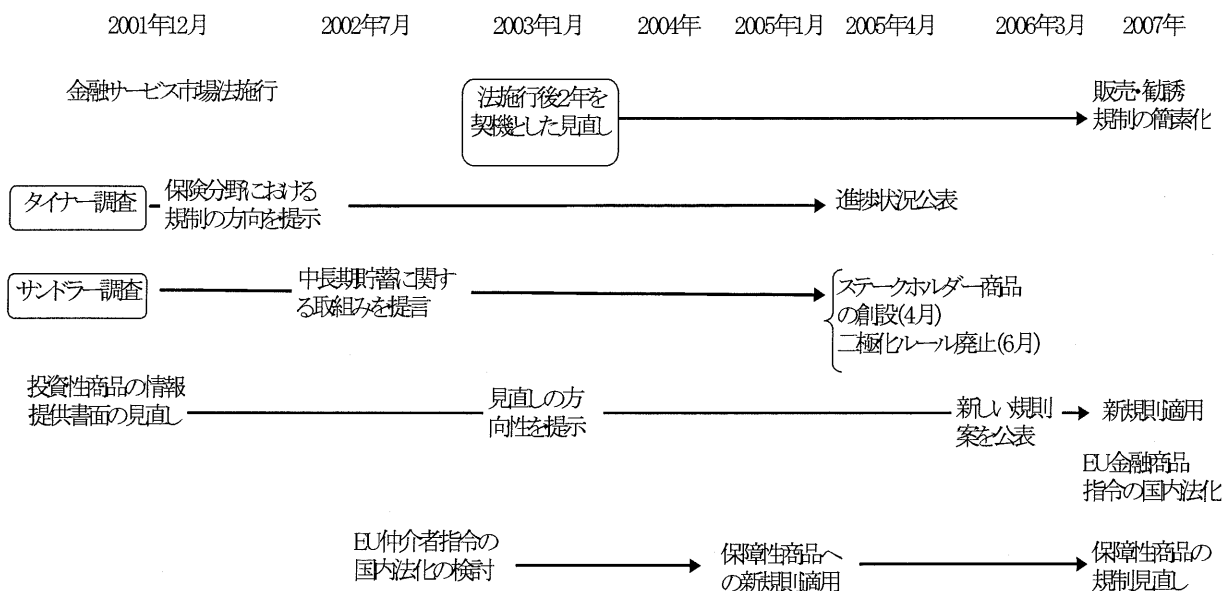 2001年12月 2002年7月 2003年1月 2004年 2005年1月 2005年4月 2006年3月 2007年
金融サービス市場法施行
法施行後2年を
契機とした見直し
販売・勧誘
規制の簡素化
タイナー調査
保険分野における
規制の方向を提示
進捗状況公表
サンドラー調査
中長期貯蓄に関す
る取組みを提言
ステークホルダー商品
の創設(4月)
二極化ルール廃止(6月)
投資性商品の情報
提供書面の見直し
見直しの方
向性を提示
新しい規則
案を公表
新規則適用
EU金融商品
指令の国内法化
EU仲介者指令の
国内法化の検討
保障性商品へ
の新規則適用
保障性商品の
規制見直し